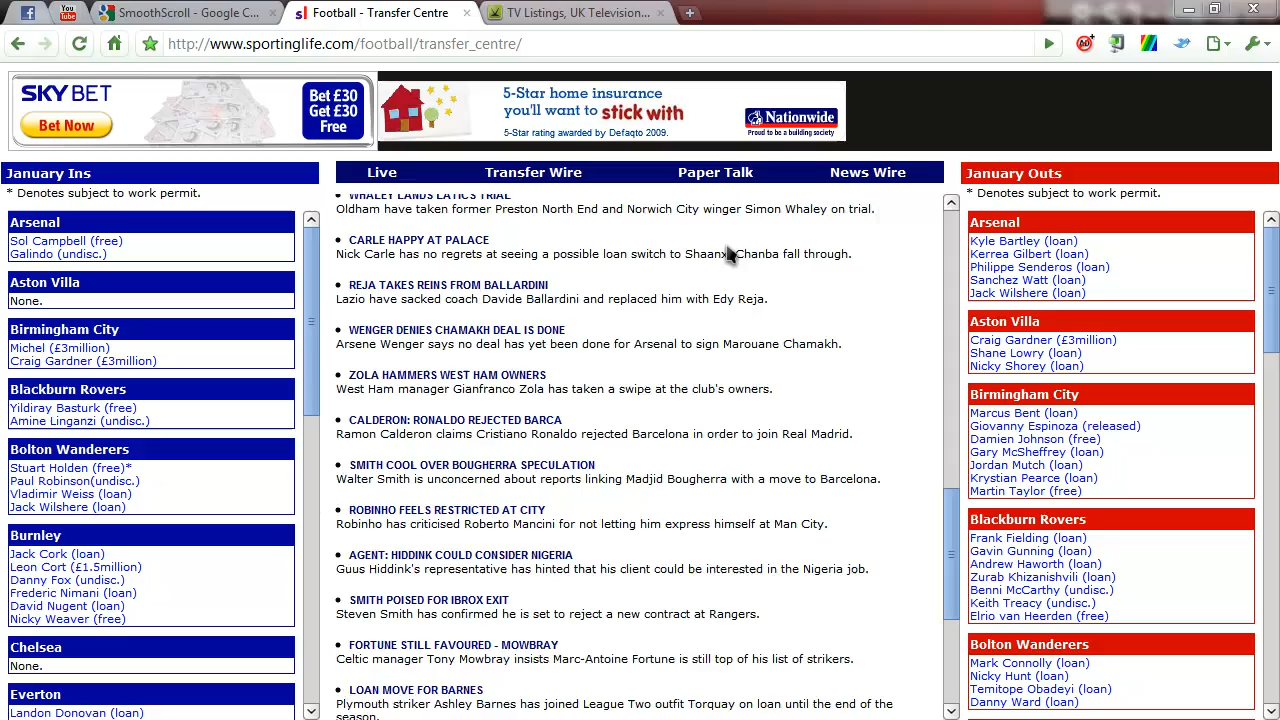 SmoothScroll - Google C...
Football - Transfer Centre
TV Listings, UK Television...
http://www.sportinglife.com/football/transfer_centre/
SKY BET
Bet Now
Bet £30
Get £30
Free
5-Star home insurance
you'll want to stick with
5-Star rating awarded by Defaqto 2009.
Nationwide
Proud to be a building society
January Ins
* Denotes subject to work permit.
Arsenal
Sol Campbell (free)
Galindo (undisc.)
Aston Villa
None.
Birmingham City
Michel (£3million)
Craig Gardner (£3million)
Blackburn Rovers
Yildiray Basturk (free)
Amine Linganzi (undisc.)
Bolton Wanderers
Stuart Holden (free)*
Paul Robinson(undisc.)
Vladimir Weiss (loan)
Jack Wilshere (loan)
Burnley
Jack Cork (loan)
Leon Cort (£1.5million)
Danny Fox (undisc.)
Frederic Nimani (loan)
David Nugent (loan)
Nicky Weaver (free)
Chelsea
None.
Everton
Landon Donovan (loan)
Live Transfer Wire Paper Talk News Wire
WHALEY LANDS LATICS TRIAL
Oldham have taken former Preston North End and Norwich City winger Simon Whaley on trial.
CARLE HAPPY AT PALACE
Nick Carle has no regrets at seeing a possible loan switch to Chanba fall through.
REJA TAKES REINS FROM BALLARDINI
Lazio have sacked coach Davide Ballardini and replaced him with Edy Reja.
WENGER DENIES CHAMAKH DEAL IS DONE
Arsene Wenger says no deal has yet been done for Arsenal to sign Marouane Chamakh.
ZOLA HAMMERS WEST HAM OWNERS
West Ham manager Gianfranco Zola has taken a swipe at the club's owners.
CALDERON: RONALDO REJECTED BARCA
Ramon Calderon claims Cristiano Ronaldo rejected Barcelona in order to join Real Madrid.
SMITH COOL OVER BOUGHERRA SPECULATION
Walter Smith is unconcerned about reports linking Madjid Bougherra with a move to Barcelona.
ROBINHO FEELS RESTRICTED AT CITY
Robinho has criticised Roberto Mancini for not letting him express himself at Man City.
AGENT: HIDDINK COULD CONSIDER NIGERIA
Guus Hiddink's representative has hinted that his client could be interested in the Nigeria job.
SMITH POISED FOR IBROX EXIT
Steven Smith has confirmed he is set to reject a new contract at Rangers.
FORTUNE STILL FAVOURED - MOWBRAY
Celtic manager Tony Mowbray insists Marc-Antoine Fortune is still top of his list of strikers.
LOAN MOVE FOR BARNES
Plymouth striker Ashley Barnes has joined League Two outfit Torquay on loan until the end of the
season.
January Outs
* Denotes subject to work permit.
Arsenal
Kyle Bartley (loan)
Kerrea Gilbert (loan)
Philippe Senderos (loan)
Sanchez Watt (loan)
Jack Wilshere (loan)
Aston Villa
Craig Gardner (£3million)
Shane Lowry (loan)
Nicky Shorey (loan)
Birmingham City
Marcus Bent (loan)
Giovanny Espinoza (released)
Damien Johnson (free)
Gary McSheffrey (loan)
Jordan Mutch (loan)
Krystian Pearce (loan)
Martin Taylor (free)
Blackburn Rovers
Frank Fielding (loan)
Gavin Gunning (loan)
Andrew Haworth (loan)
Zurab Khizanishvili (loan)
Benni McCarthy (undisc.)
Keith Treacy (undisc.)
Elrio van Heerden (free)
Bolton Wanderers
Mark Connolly (loan)
Nicky Hunt (loan)
Temitope Obadeyi (loan)
Danny Ward (loan)